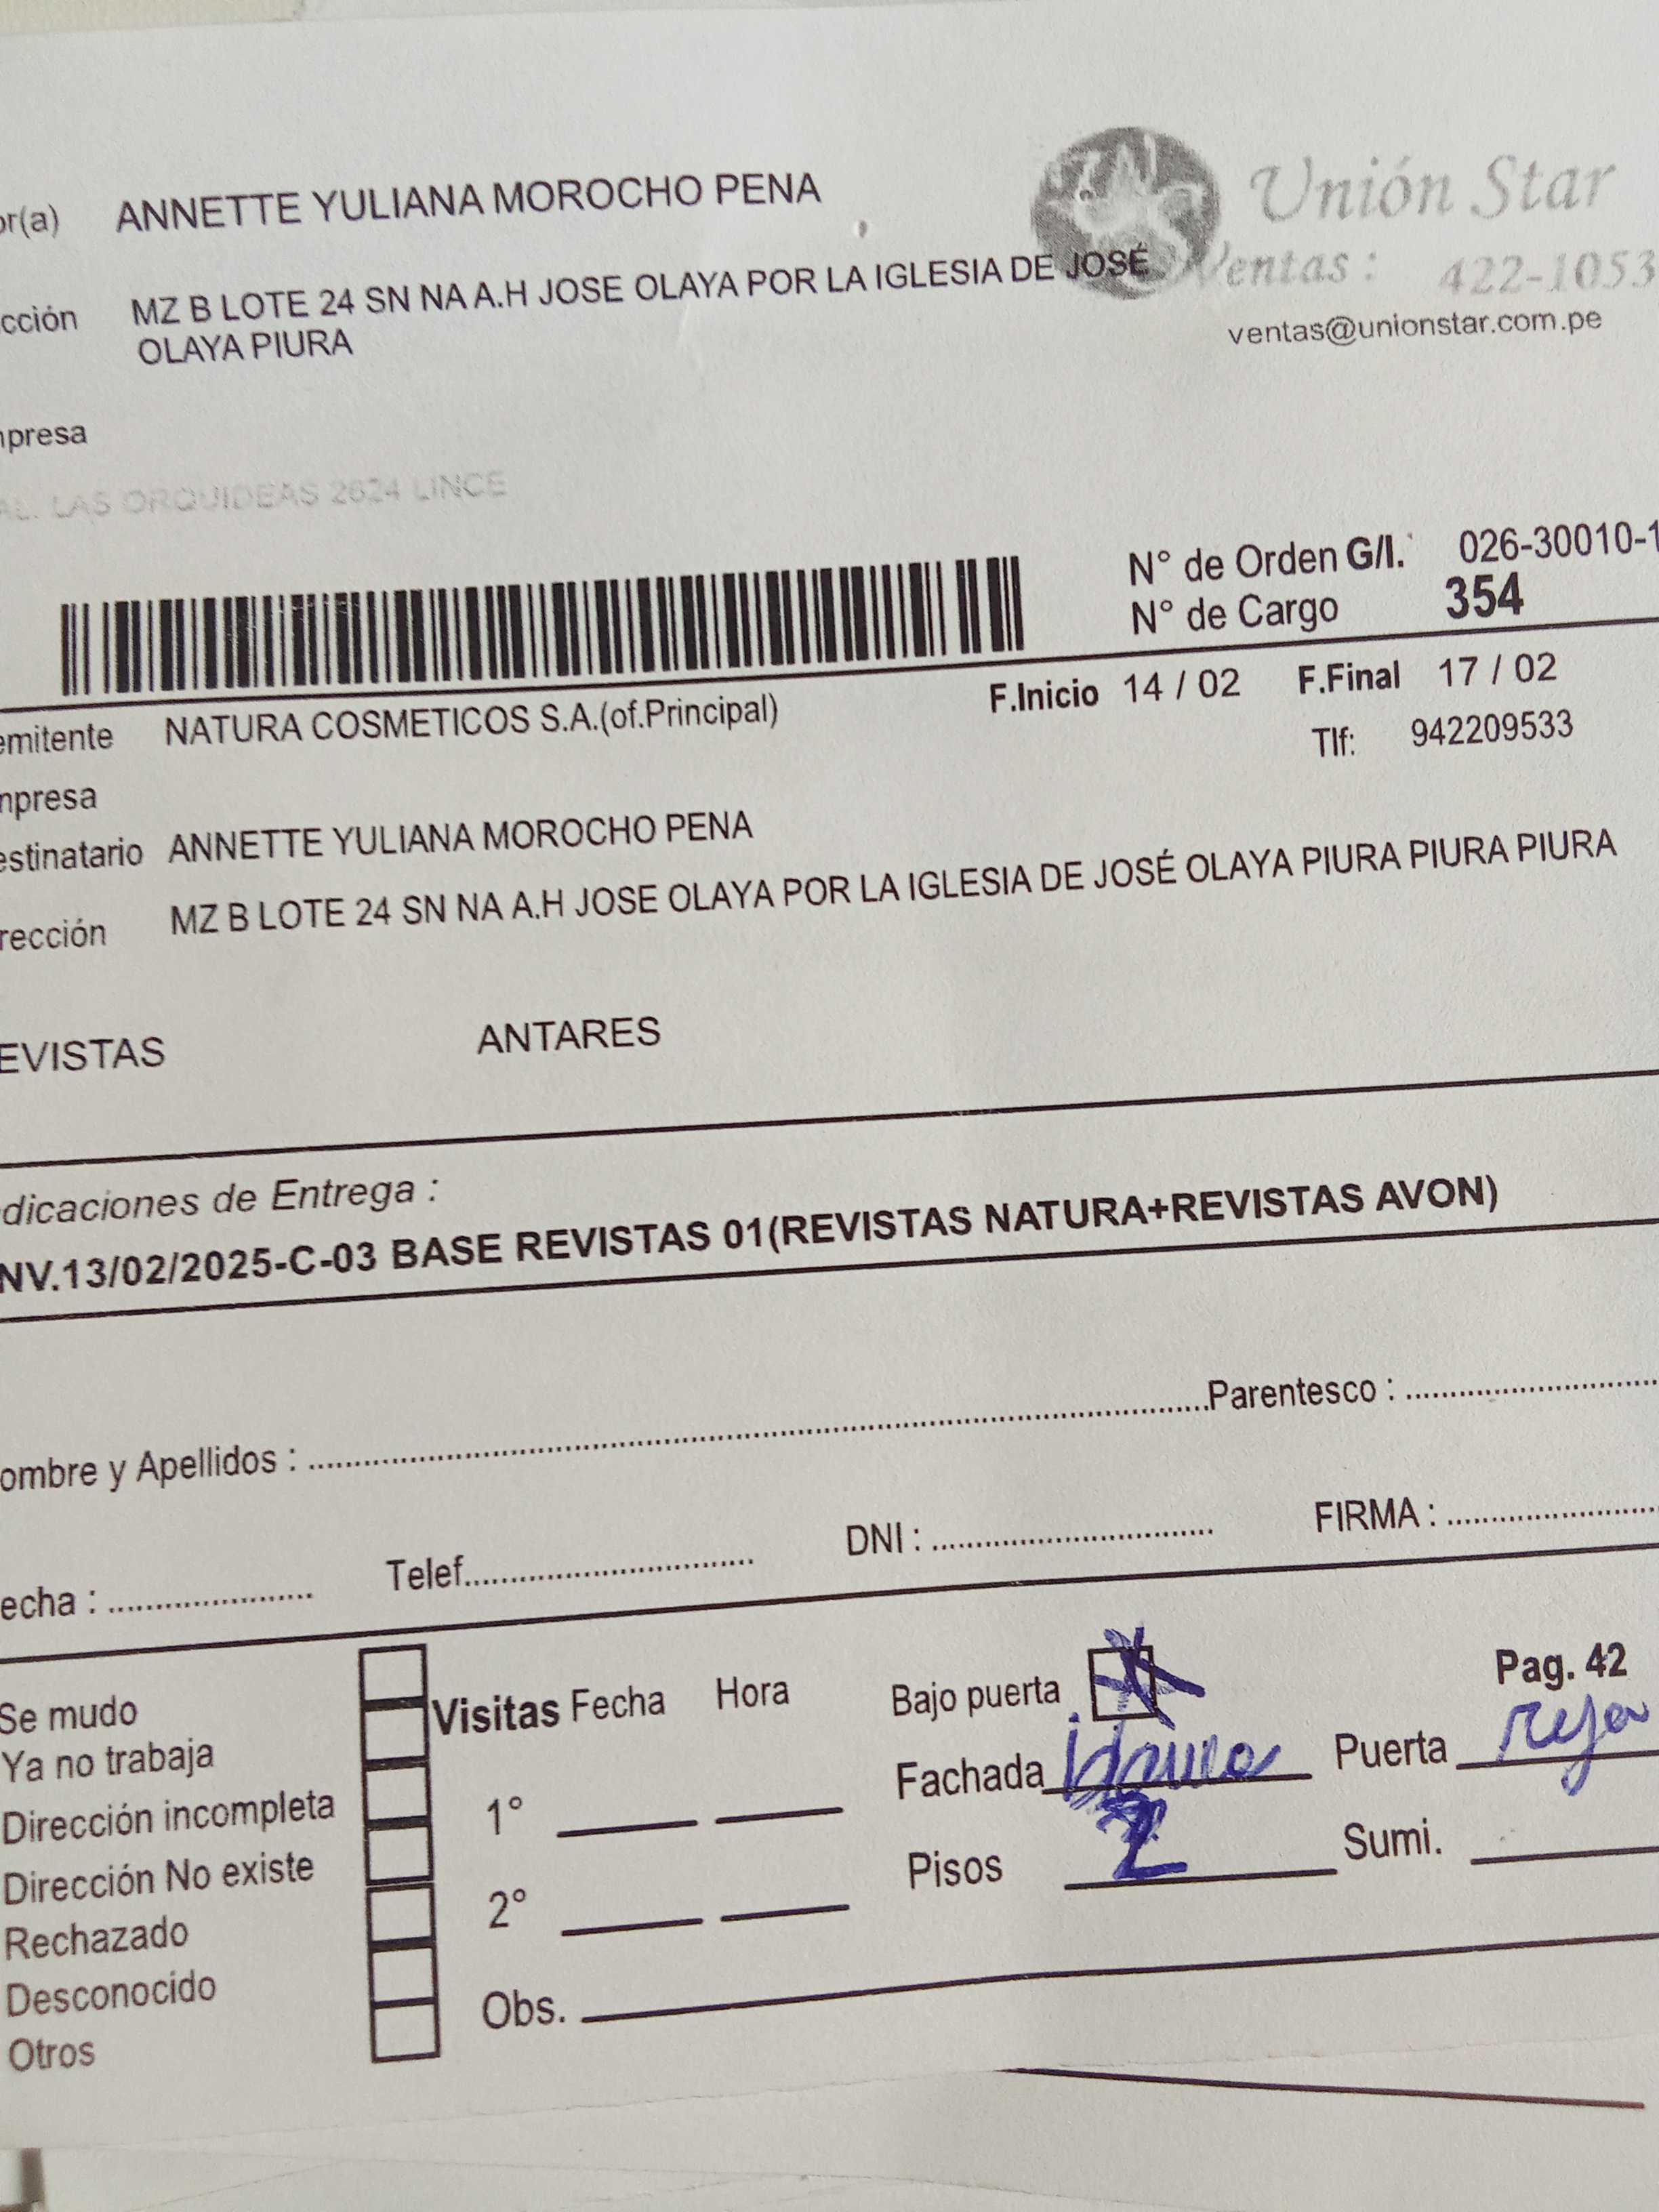 or(a) ANNETTE YULIANA MOROCHO PENA
Unión Star
Ventas : 422-1053
ventas@unionstar.com.pe
cción MZ B LOTE 24 SN NA A.H JOSE OLAYA POR LA IGLESIA DE JOSÉ
OLAYA PIURA
presa
AL. LAS ORQUIDEAS 2624 LINCE
N° de Orden G/I. 026-30010-1
N° de Cargo 354
emitente NATURA COSMETICOS S.A.(of.Principal) F.Inicio 14 / 02 F.Final 17 / 02
Tlf: 942209533
mpresa
estinatario ANNETTE YULIANA MOROCHO PENA
rección MZ B LOTE 24 SN NA A.H JOSE OLAYA POR LA IGLESIA DE JOSÉ OLAYA PIURA PIURA PIURA
EVISTAS ANTARES
dicaciones de Entrega :
NV.13/02/2025-C-03 BASE REVISTAS 01(REVISTAS NATURA+REVISTAS AVON)
ombre y Apellidos : Parentesco :
echa : Telef. DNI : FIRMA :
Se mudo
Ya no trabaja
Dirección incompleta
Dirección No existe
Rechazado
Desconocido
Otros
Visitas Fecha Hora
1°
2°
Obs.
Bajo puerta Pag. 42
Fachada Puerta reja
Pisos 2 Sumi.